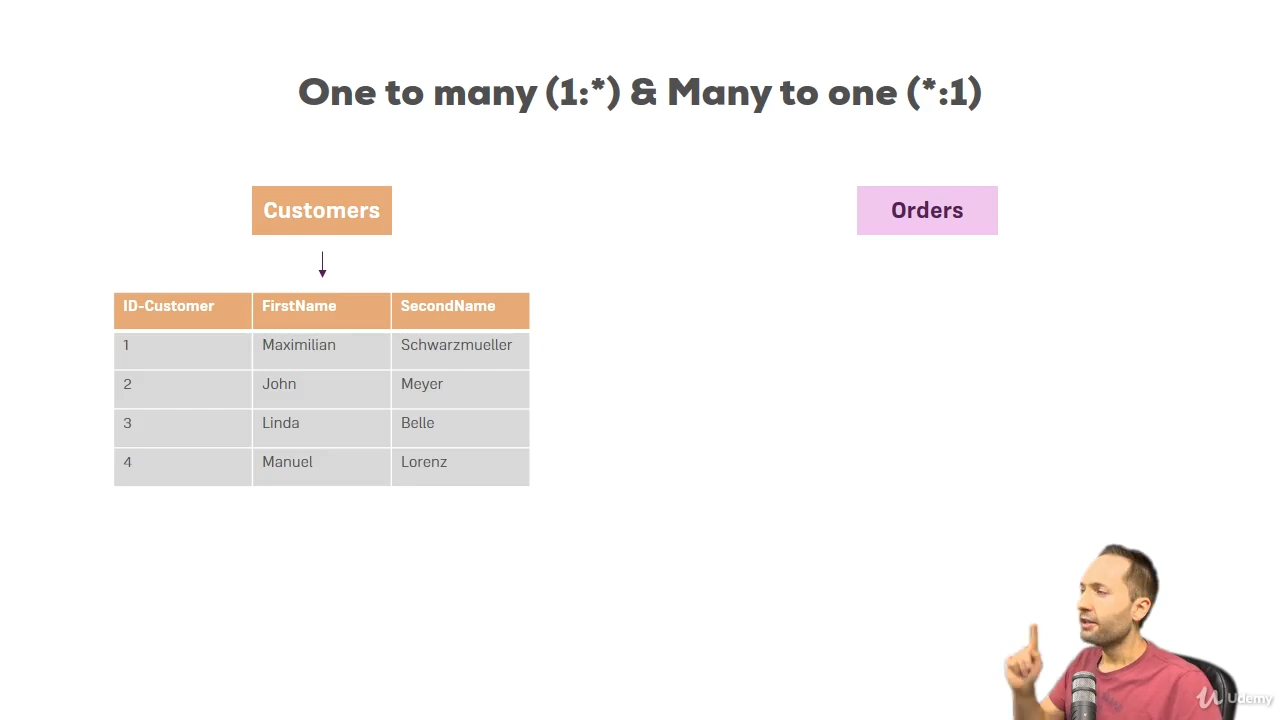 One to many (1:*) & Many to one (*:1)
Customers
Orders
ID-Customer FirstName SecondName
1 Maximilian Schwarzmueller
2 John Meyer
3 Linda Belle
4 Manuel Lorenz
Udemy